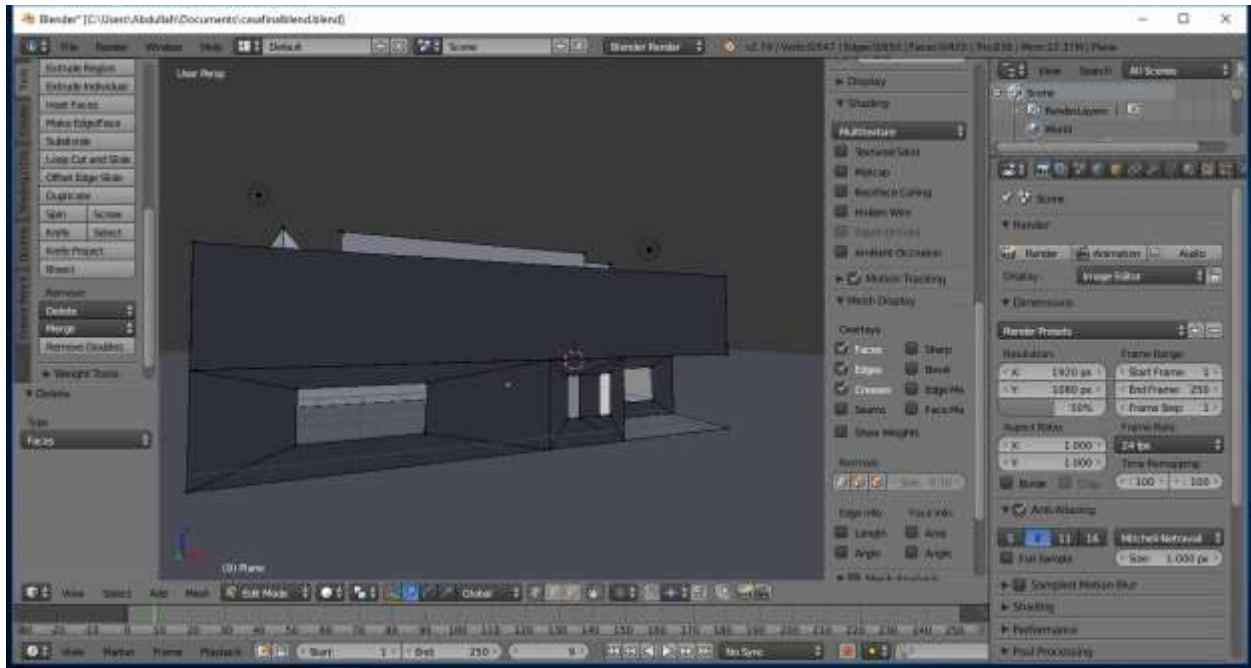 Blender* [C:\Users\Abdullah\Documents\casafinalblend.blend]
File Render Window Help Default Scene Blender Render
Extrude Region
Extrude Individual
Inset Faces
Make Edge/Face
Subdivide
Loop Cut and Slide
Offset Edge Slide
Duplicate
Spin Screw
Knife Select
Knife Project
Bisect
Remove:
Delete
Merge
Remove Doubles
Weight Tools
Delete
Type
Faces
User Persp
(9) Plane
Display
Shading
Multitexture
Textured Solid
Matcap
Backface Culling
Hidden Wire
Ambient Occlusion
Motion Tracking
Mesh Display
Overlays:
Faces Sharp
Edges Bevel
Creases Edge Ma
Seams Face Ma
Show Weights
Normals:
Edge Info: Face Info:
Length Area
Angle Angle
View Search All Scenes
Scene
RenderLayers
World
Scene
Render
Render Animation Audio
Display: Image Editor
Dimensions
Render Presets
Resolution: Frame Range:
X: 1920 px Start Frame: 1
Y: 1080 px End Frame: 250
50% Frame Step: 1
Aspect Ratio: Frame Rate:
X: 1.000 24 fps
Y: 1.000 Time Remapping:
Border Crop 100 100
Anti-Aliasing
5 8 11 16 Mitchell-Netravali
Full Sample Size: 1.000 px
Sampled Motion Blur
Shading
Performance
Post Processing
View Select Add Mesh Edit Mode Global
View Marker Frame Playback Start: 1 End: 250 9 No Sync